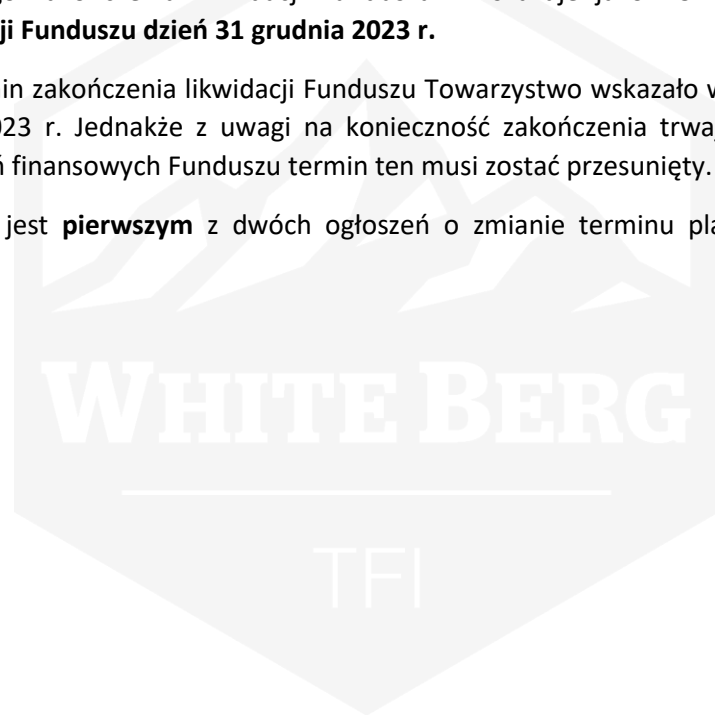 ji Funduszu dzień 31 grudnia 2023 r.
in zakończenia likwidacji Funduszu Towarzystwo wskazało w
023 r. Jednakże z uwagi na konieczność zakończenia trwa
ń finansowych Funduszu termin ten musi zostać przesunięty.
jest pierwszym z dwóch ogłoszeń o zmianie terminu pla
WHITE BERG
TFI